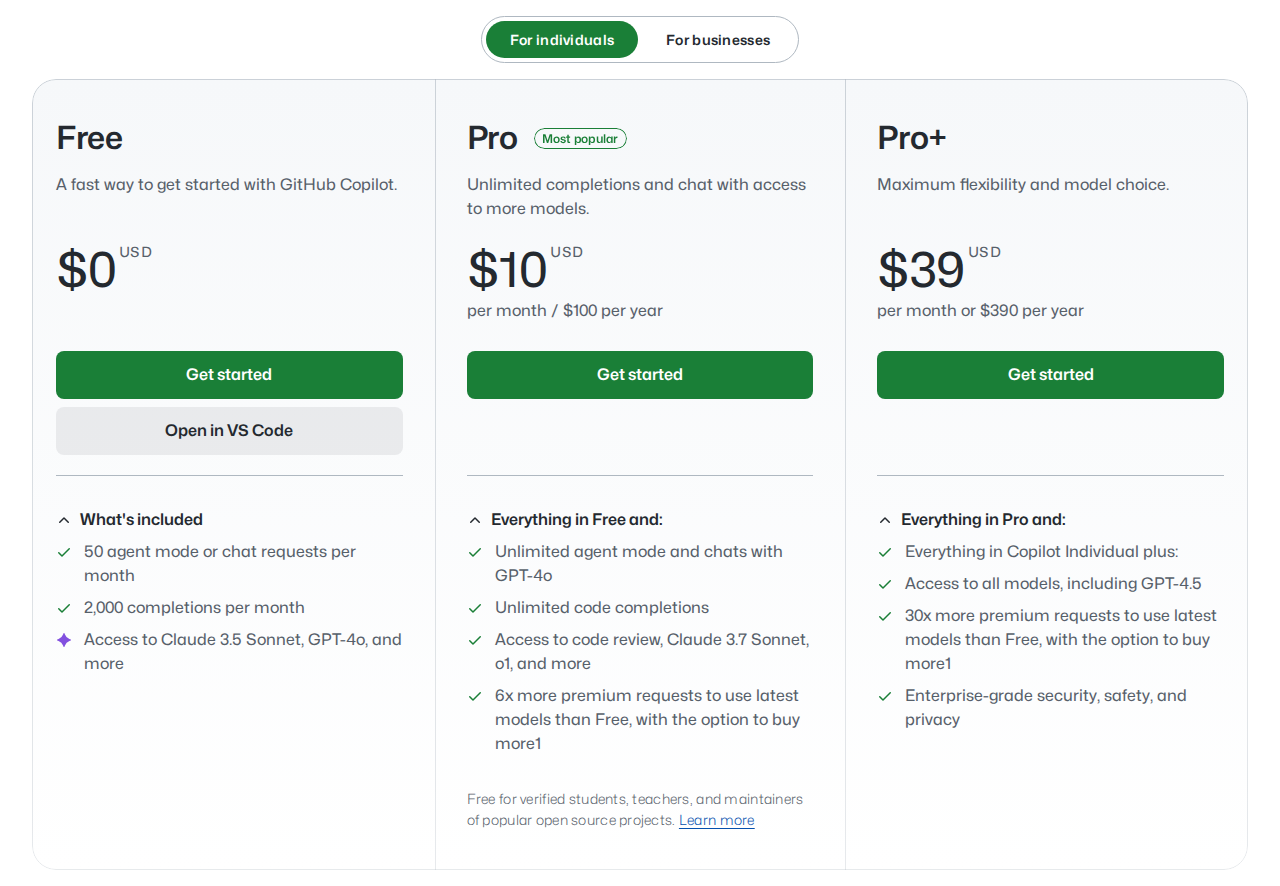 For individuals
For businesses
Free
A fast way to get started with GitHub Copilot.
$0 USD
Get started
Open in VS Code
What's included
50 agent mode or chat requests per
month
2,000 completions per month
Access to Claude 3.5 Sonnet, GPT-4o, and
more
Pro
Most popular
Unlimited completions and chat with access
to more models.
$10 USD
per month / $100 per year
Get started
Everything in Free and:
Unlimited agent mode and chats with
GPT-4o
Unlimited code completions
Access to code review, Claude 3.7 Sonnet,
o1, and more
6x more premium requests to use latest
models than Free, with the option to buy
more1
Free for verified students, teachers, and maintainers
of popular open source projects. Learn more
Pro+
Maximum flexibility and model choice.
$39 USD
per month or $390 per year
Get started
Everything in Pro and:
Everything in Copilot Individual plus:
Access to all models, including GPT-4.5
30x more premium requests to use latest
models than Free, with the option to buy
more1
Enterprise-grade security, safety, and
privacy